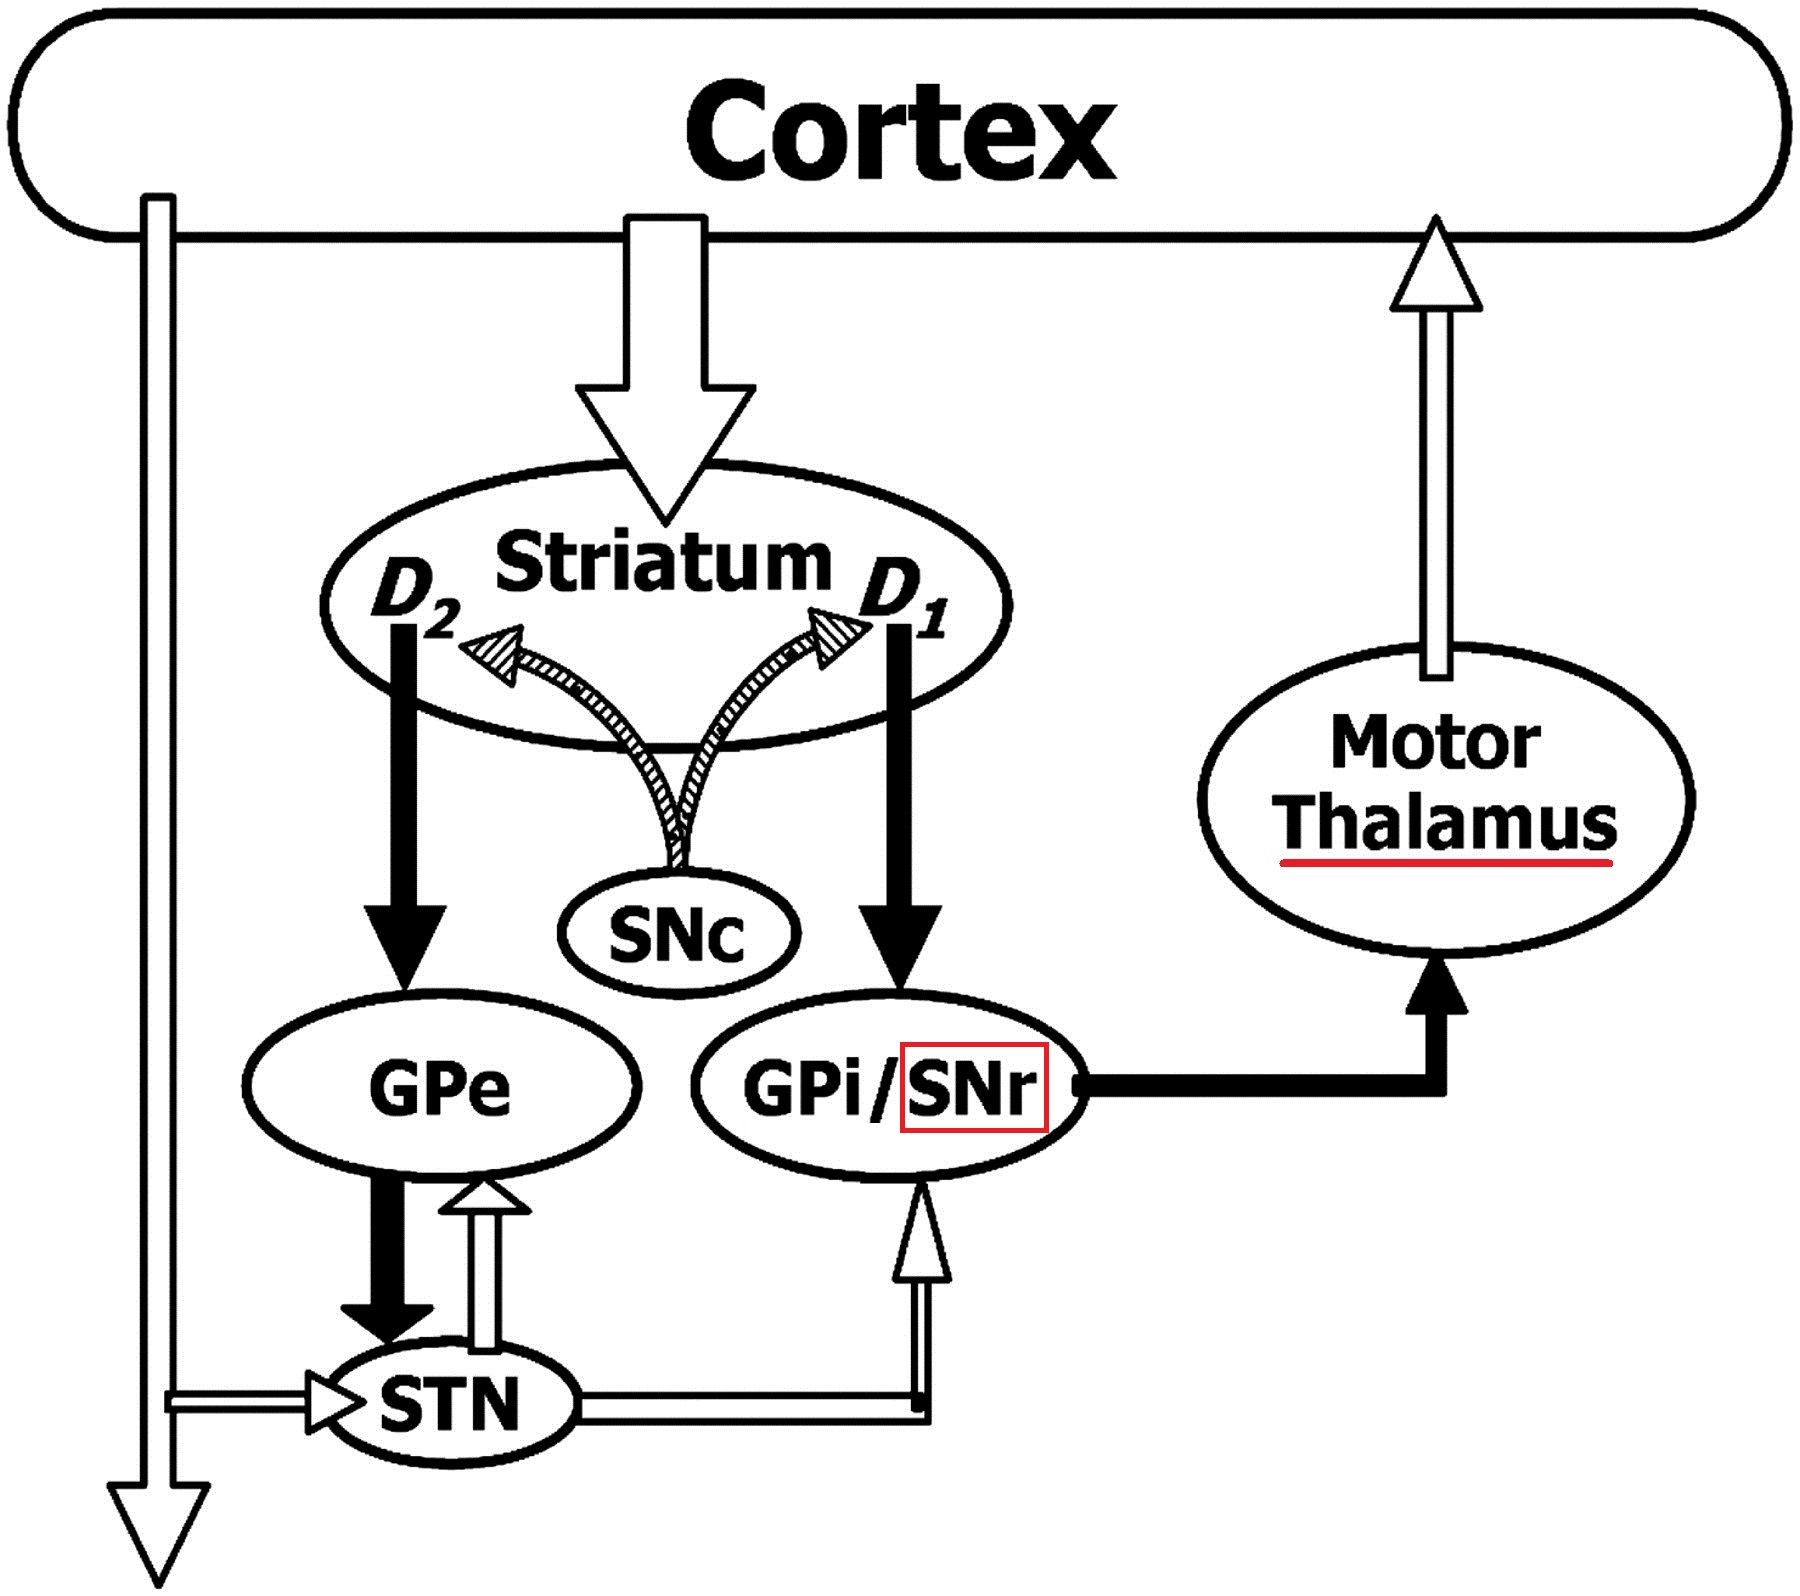 Cortex
Striatum
D2
D1
Motor
Thalamus
SNc
GPe
GPi/SNr
STN